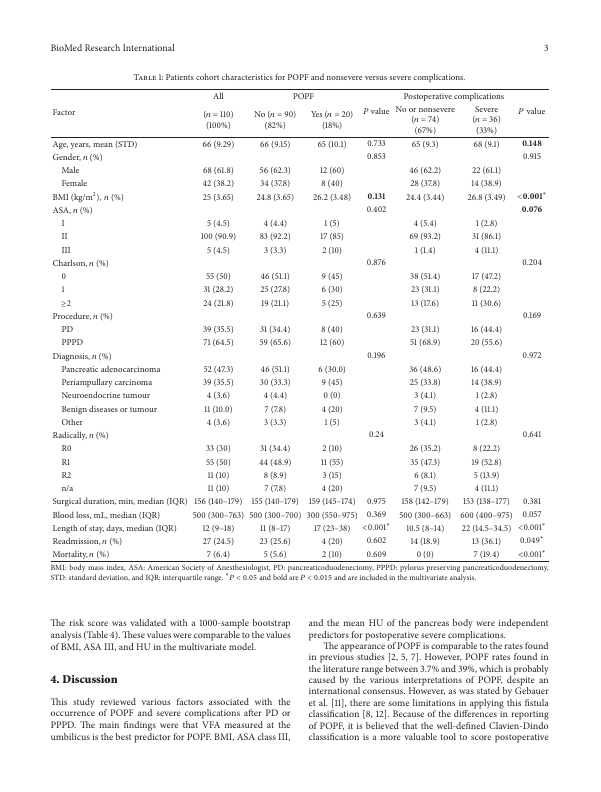 BioMed Research International 3
Table 1: Patients cohort characteristics for POPF and nonsevere versus severe complications.
All POPF Postoperative complications
Factor (n = 110) (100%) No (n = 90) (82%) Yes (n = 20) (18%) P value No or nonsevere (n = 74) (67%) Severe (n = 36) (33%) P value
Age, years, mean (STD) 66 (9.29) 66 (9.15) 65 (10.1) 0.733 65 (9.3) 68 (9.1) 0.148
Gender, n (%) 0.853 0.915
Male 68 (61.8) 56 (62.3) 12 (60) 46 (62.2) 22 (61.1)
Female 42 (38.2) 34 (37.8) 8 (40) 28 (37.8) 14 (38.9)
BMI (kg/m²), n (%) 25 (3.65) 24.8 (3.65) 26.2 (3.48) 0.131 24.4 (3.44) 26.8 (3.49) <0.001*
ASA, n (%) 0.402 0.076
I 5 (4.5) 4 (4.4) 1 (5) 4 (5.4) 1 (2.8)
II 100 (90.9) 83 (92.2) 17 (85) 69 (93.2) 31 (86.1)
III 5 (4.5) 3 (3.3) 2 (10) 1 (1.4) 4 (11.1)
Charlson, n (%) 0.876 0.204
0 55 (50) 46 (51.1) 9 (45) 38 (51.4) 17 (47.2)
1 31 (28.2) 25 (27.8) 6 (30) 23 (31.1) 8 (22.2)
≥2 24 (21.8) 19 (21.1) 5 (25) 13 (17.6) 11 (30.6)
Procedure, n (%) 0.639 0.169
PD 39 (35.5) 31 (34.4) 8 (40) 23 (31.1) 16 (44.4)
PPPD 71 (64.5) 59 (65.6) 12 (60) 51 (68.9) 20 (55.6)
Diagnosis, n (%) 0.196 0.972
Pancreatic adenocarcinoma 52 (47.3) 46 (51.1) 6 (30.0) 36 (48.6) 16 (44.4)
Periampullary carcinoma 39 (35.5) 30 (33.3) 9 (45) 25 (33.8) 14 (38.9)
Neuroendocrine tumour 4 (3.6) 4 (4.4) 0 (0) 3 (4.1) 1 (2.8)
Benign diseases or tumour 11 (10.0) 7 (7.8) 4 (20) 7 (9.5) 4 (11.1)
Other 4 (3.6) 3 (3.3) 1 (5) 3 (4.1) 1 (2.8)
Radically, n (%) 0.24 0.641
R0 33 (30) 31 (34.4) 2 (10) 26 (35.2) 8 (22.2)
R1 55 (50) 44 (48.9) 11 (55) 35 (47.3) 19 (52.8)
R2 11 (10) 8 (8.9) 3 (15) 6 (8.1) 5 (13.9)
n/a 11 (10) 7 (7.8) 4 (20) 7 (9.5) 4 (11.1)
Surgical duration, min, median (IQR) 156 (140–179) 155 (140–179) 159 (145–174) 0.975 158 (142–179) 153 (138–177) 0.381
Blood loss, mL, median (IQR) 500 (300–763) 500 (300–700) 300 (550–975) 0.369 500 (300–663) 600 (400–975) 0.057
Length of stay, days, median (IQR) 12 (9–18) 11 (8–17) 17 (23–38) <0.001* 10.5 (8–14) 22 (14.5–34.5) <0.001*
Readmission, n (%) 27 (24.5) 23 (25.6) 4 (20) 0.602 14 (18.9) 13 (36.1) 0.049*
Mortality, n (%) 7 (6.4) 5 (5.6) 2 (10) 0.609 0 (0) 7 (19.4) <0.001*
BMI: body mass index, ASA: American Society of Anesthesiologist, PD: pancreaticoduodenectomy, PPPD: pylorus preserving pancreaticoduodenectomy,
STD: standard deviation, and IQR: interquartile range. *P < 0.05 and bold are P < 0.015 and are included in the multivariate analysis.
The risk score was validated with a 1000-sample bootstrap
analysis (Table 4). These values were comparable to the values
of BMI, ASA III, and HU in the multivariate model.
4. Discussion
This study reviewed various factors associated with the
occurrence of POPF and severe complications after PD or
PPPD. The main findings were that VFA measured at the
umbilicus is the best predictor for POPF. BMI, ASA class III,
and the mean HU of the pancreas body were independent
predictors for postoperative severe complications.
The appearance of POPF is comparable to the rates found
in previous studies [2, 5, 7]. However, POPF rates found in
the literature range between 3.7% and 39%, which is probably
caused by the various interpretations of POPF, despite an
international consensus. However, as was stated by Gebauer
et al. [11], there are some limitations in applying this fistula
classification [8, 12]. Because of the differences in reporting
of POPF, it is believed that the well-defined Clavien-Dindo
classification is a more valuable tool to score postoperative